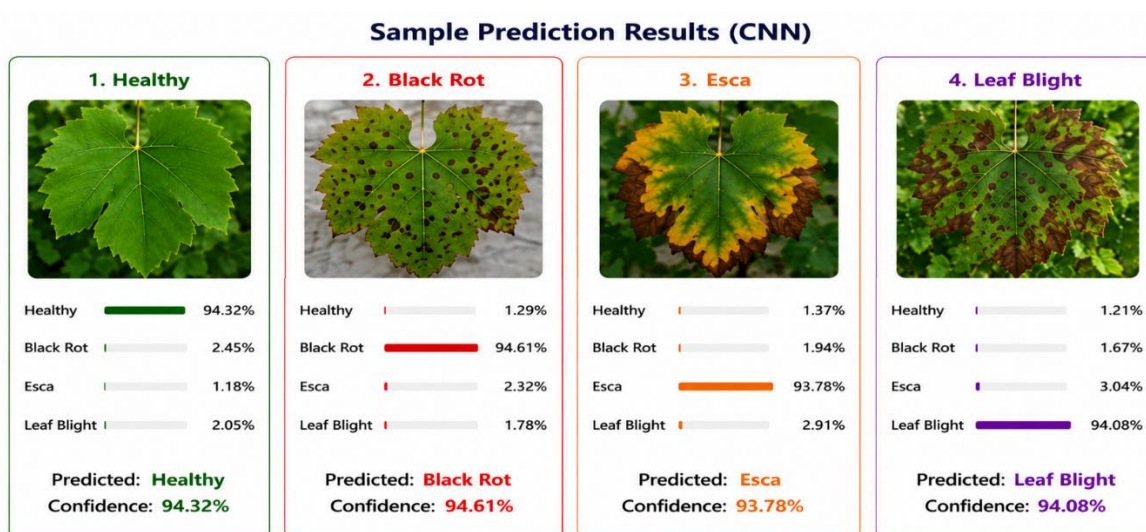 Sample Prediction Results (CNN)
1. Healthy
Healthy 94.32%
Black Rot 2.45%
Esca 1.18%
Leaf Blight 2.05%
Predicted: Healthy
Confidence: 94.32%
2. Black Rot
Healthy 1.29%
Black Rot 94.61%
Esca 2.32%
Leaf Blight 1.78%
Predicted: Black Rot
Confidence: 94.61%
3. Esca
Healthy 1.37%
Black Rot 1.94%
Esca 93.78%
Leaf Blight 2.91%
Predicted: Esca
Confidence: 93.78%
4. Leaf Blight
Healthy 1.21%
Black Rot 1.67%
Esca 3.04%
Leaf Blight 94.08%
Predicted: Leaf Blight
Confidence: 94.08%